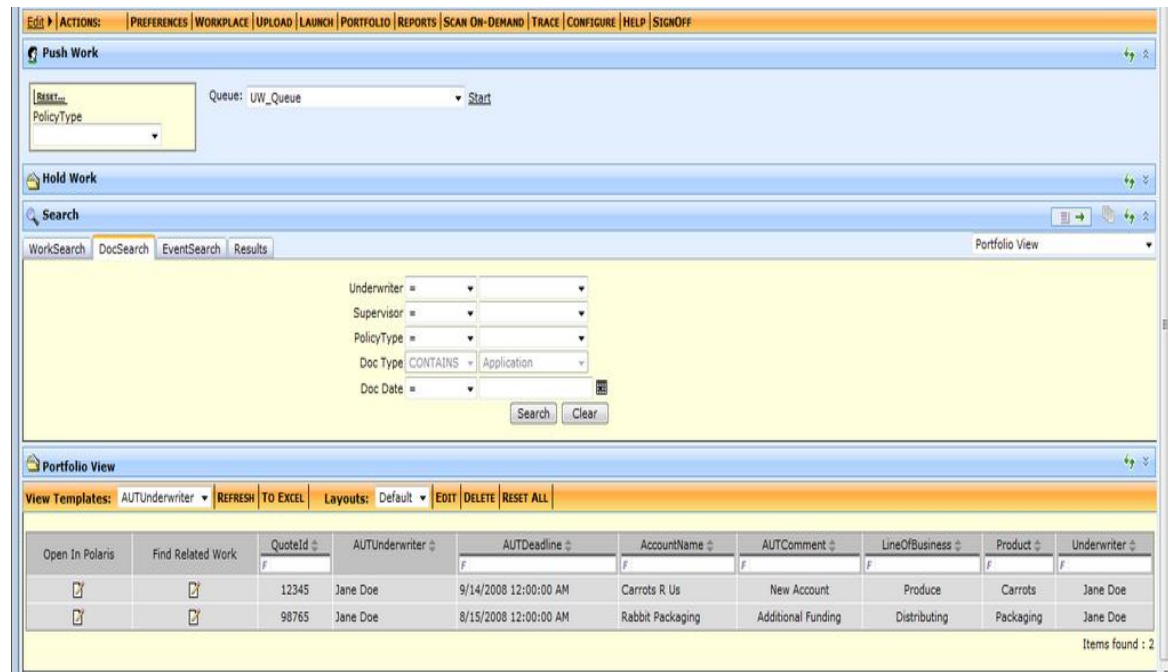 Edit ACTIONS: PREFERENCES WORKPLACE UPLOAD LAUNCH PORTFOLIO REPORTS SCAN ON-DEMAND TRACE CONFIGURE HELP SIGNOFF
Push Work
RESET...
Queue: UW_Queue Start
PolicyType
Hold Work
Search
WorkSearch DocSearch EventSearch Results Portfolio View
Underwriter =
Supervisor =
PolicyType =
Doc Type CONTAINS Application
Doc Date =
Search Clear
Portfolio View
View Templates: AUTUnderwriter REFRESH TO EXCEL Layouts: Default EDIT DELETE RESET ALL
Open In Polaris Find Related Work QuoteId AUTUnderwriter AUTDeadline AccountName AUTComment LineOfBusiness Product Underwriter
F F F F F F F
12345 Jane Doe 9/14/2008 12:00:00 AM Carrots R Us New Account Produce Carrots Jane Doe
98765 Jane Doe 8/15/2008 12:00:00 AM Rabbit Packaging Additional Funding Distributing Packaging Jane Doe
Items found : 2